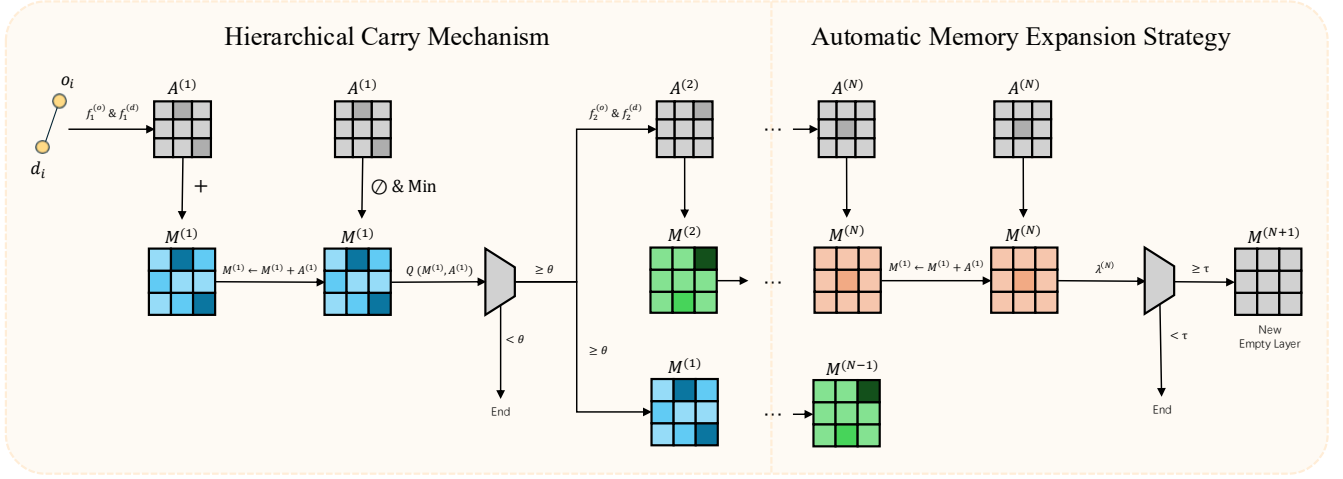 Hierarchical Carry Mechanism
Automatic Memory Expansion Strategy
o_i
d_i
f_1^{(o)} & f_1^{(d)}
A^{(1)}
A^{(1)}
f_2^{(o)} & f_2^{(d)}
A^{(2)}
...
A^{(N)}
A^{(N)}
+
⊘ & Min
M^{(1)}
M^{(1)} ← M^{(1)} + A^{(1)}
M^{(1)}
Q (M^{(1)}, A^{(1)})
≥ θ
< θ
End
≥ θ
M^{(2)}
...
M^{(N)}
M^{(1)} ← M^{(1)} + A^{(1)}
M^{(N)}
λ^{(N)}
≥ τ
< τ
End
M^{(N+1)}
New
Empty Layer
M^{(1)}
...
M^{(N−1)}